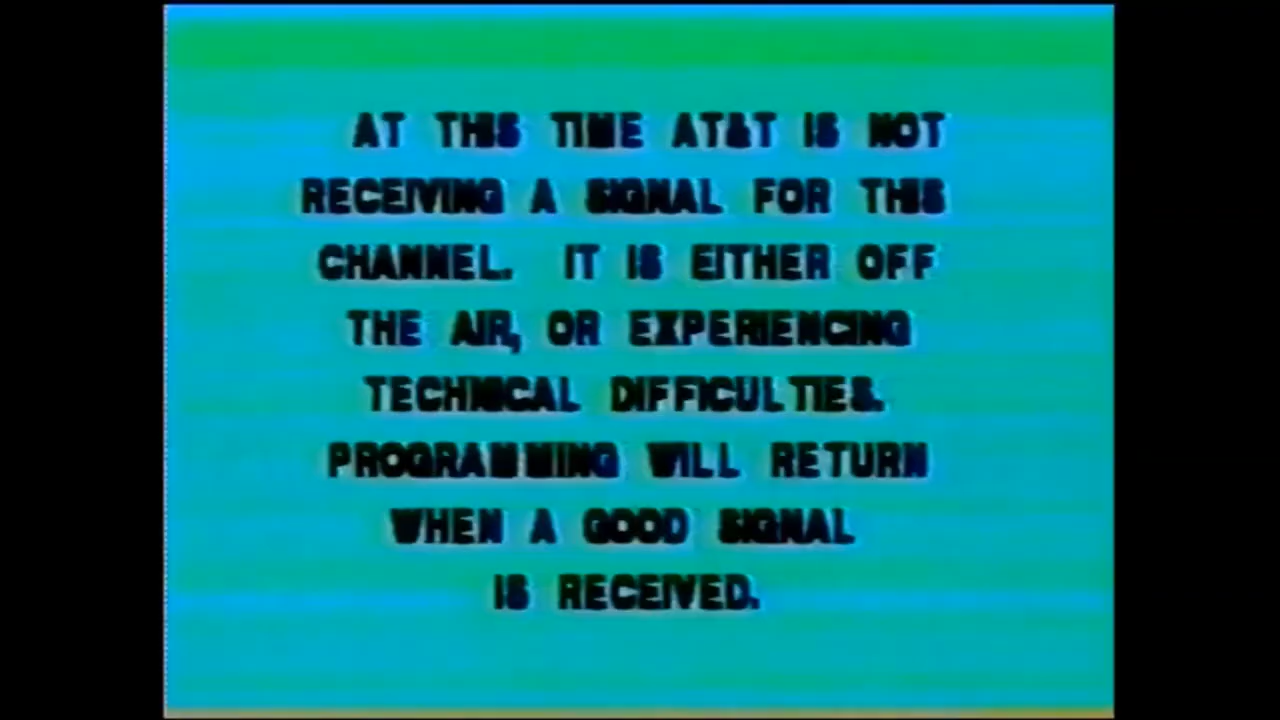 AT THIS TIME AT&T IS NOT
RECEIVING A SIGNAL FOR THIS
CHANNEL. IT IS EITHER OFF
THE AIR, OR EXPERIENCING
TECHNICAL DIFFICULTIES.
PROGRAMMING WILL RETURN
WHEN A GOOD SIGNAL
IS RECEIVED.